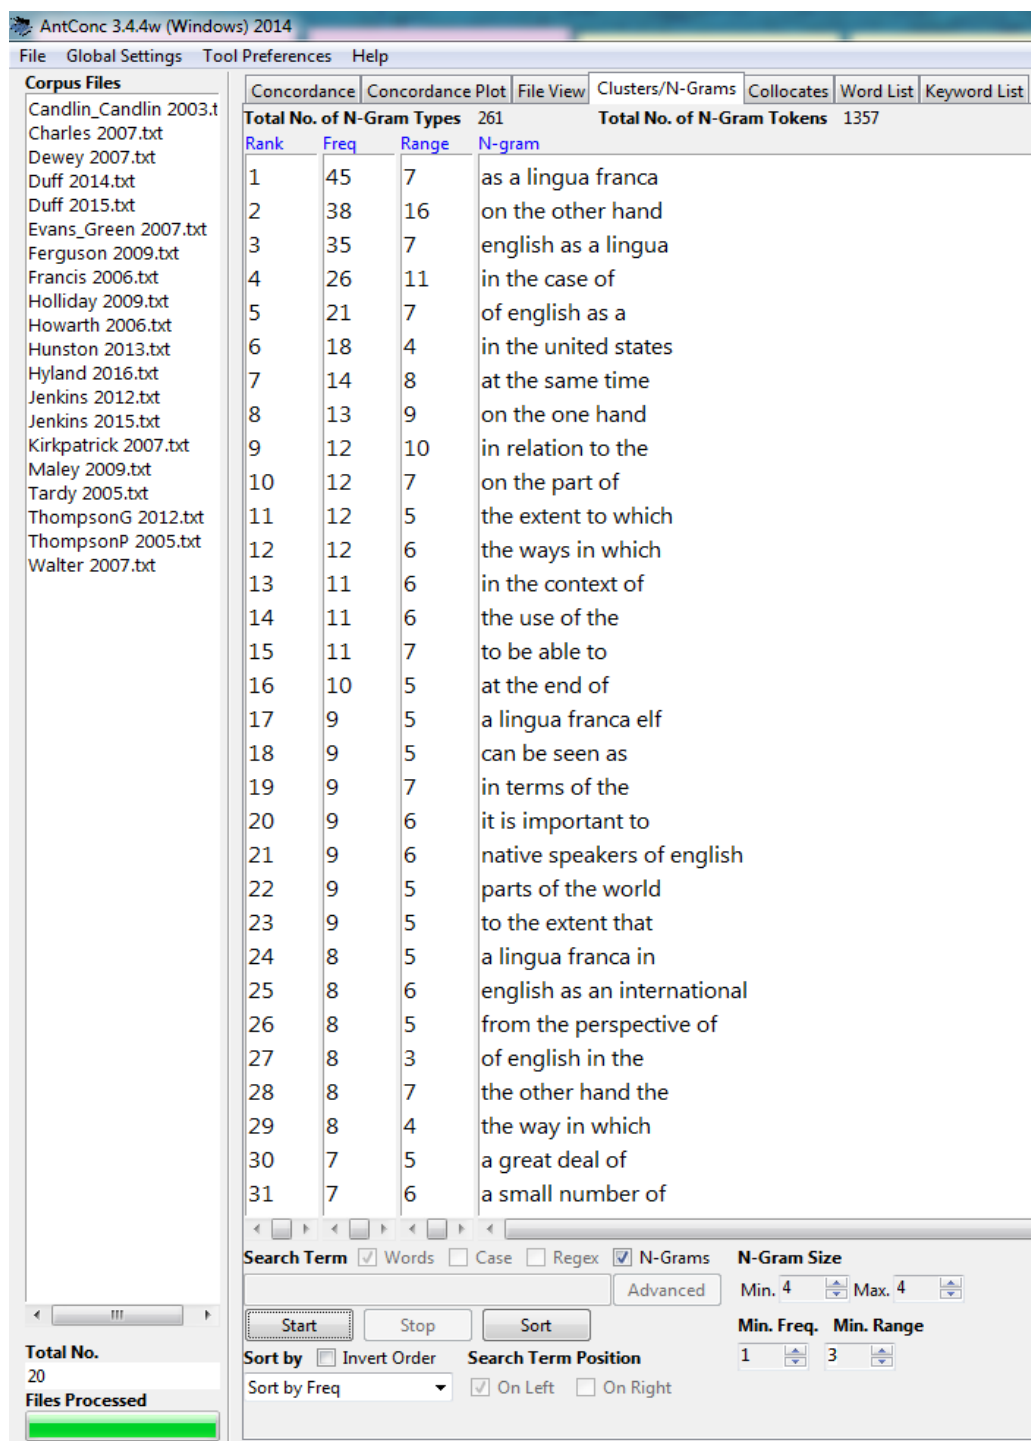 AntConc 3.4.4w (Windows) 2014
File Global Settings Tool Preferences Help
Corpus Files
Candlin_Candlin 2003.t
Charles 2007.txt
Dewey 2007.txt
Duff 2014.txt
Duff 2015.txt
Evans_Green 2007.txt
Ferguson 2009.txt
Francis 2006.txt
Holliday 2009.txt
Howarth 2006.txt
Hunston 2013.txt
Hyland 2016.txt
Jenkins 2012.txt
Jenkins 2015.txt
Kirkpatrick 2007.txt
Maley 2009.txt
Tardy 2005.txt
ThompsonG 2012.txt
ThompsonP 2005.txt
Walter 2007.txt
Total No.
20
Files Processed
Concordance Concordance Plot File View Clusters/N-Grams Collocates Word List Keyword List
Total No. of N-Gram Types 261 Total No. of N-Gram Tokens 1357
Rank Freq Range N-gram
1 45 7 as a lingua franca
2 38 16 on the other hand
3 35 7 english as a lingua
4 26 11 in the case of
5 21 7 of english as a
6 18 4 in the united states
7 14 8 at the same time
8 13 9 on the one hand
9 12 10 in relation to the
10 12 7 on the part of
11 12 5 the extent to which
12 12 6 the ways in which
13 11 6 in the context of
14 11 6 the use of the
15 11 7 to be able to
16 10 5 at the end of
17 9 5 a lingua franca elf
18 9 5 can be seen as
19 9 7 in terms of the
20 9 6 it is important to
21 9 6 native speakers of english
22 9 5 parts of the world
23 9 5 to the extent that
24 8 5 a lingua franca in
25 8 6 english as an international
26 8 5 from the perspective of
27 8 3 of english in the
28 8 7 the other hand the
29 8 4 the way in which
30 7 5 a great deal of
31 7 6 a small number of
Search Term Words Case Regex N-Grams N-Gram Size
Advanced Min. 4 Max. 4
Start Stop Sort Min. Freq. Min. Range
Sort by Invert Order Search Term Position 1 3
Sort by Freq On Left On Right